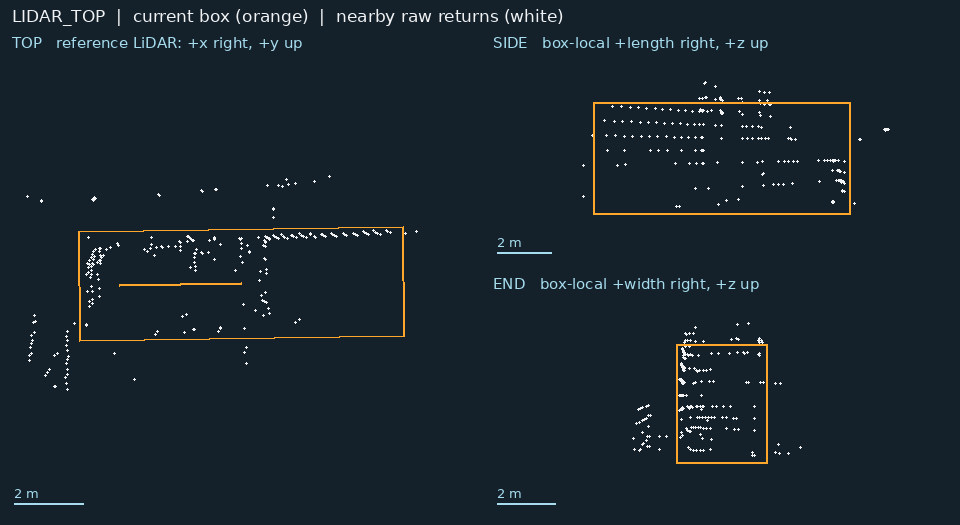 LIDAR_TOP | current box (orange) | nearby raw returns (white)
TOP reference LiDAR: +x right, +y up
SIDE box-local +length right, +z up
2 m
END box-local +width right, +z up
2 m
2 m